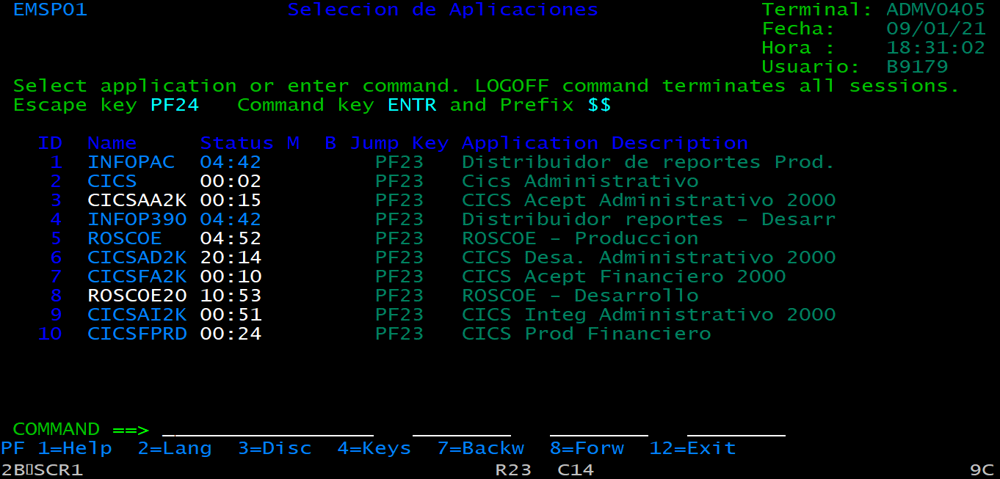 EMSP01 Seleccion de Aplicaciones Terminal: ADMV0405
Fecha: 09/01/21
Hora : 18:31:02
Usuario: B9179
Select application or enter command. LOGOFF command terminates all sessions.
Escape key PF24 Command key ENTR and Prefix $$
ID Name Status M B Jump Key Application Description
1 INFOPAC 04:42 PF23 Distribuidor de reportes Prod.
2 CICS 00:02 PF23 Cics Administrativo
3 CICSAA2K 00:15 PF23 CICS Acept Administrativo 2000
4 INFOP390 04:42 PF23 Distribuidor reportes - Desarr
5 ROSCOE 04:52 PF23 ROSCOE - Produccion
6 CICSAD2K 20:14 PF23 CICS Desa. Administrativo 2000
7 CICSFA2K 00:10 PF23 CICS Acept Financiero 2000
8 ROSCOE20 10:53 PF23 ROSCOE - Desarrollo
9 CICSAI2K 00:51 PF23 CICS Integ Administrativo 2000
10 CICSFPRD 00:24 PF23 CICS Prod Financiero
COMMAND ==>
PF 1=Help 2=Lang 3=Disc 4=Keys 7=Backw 8=Forw 12=Exit
2B▯SCR1 R23 C14 9C